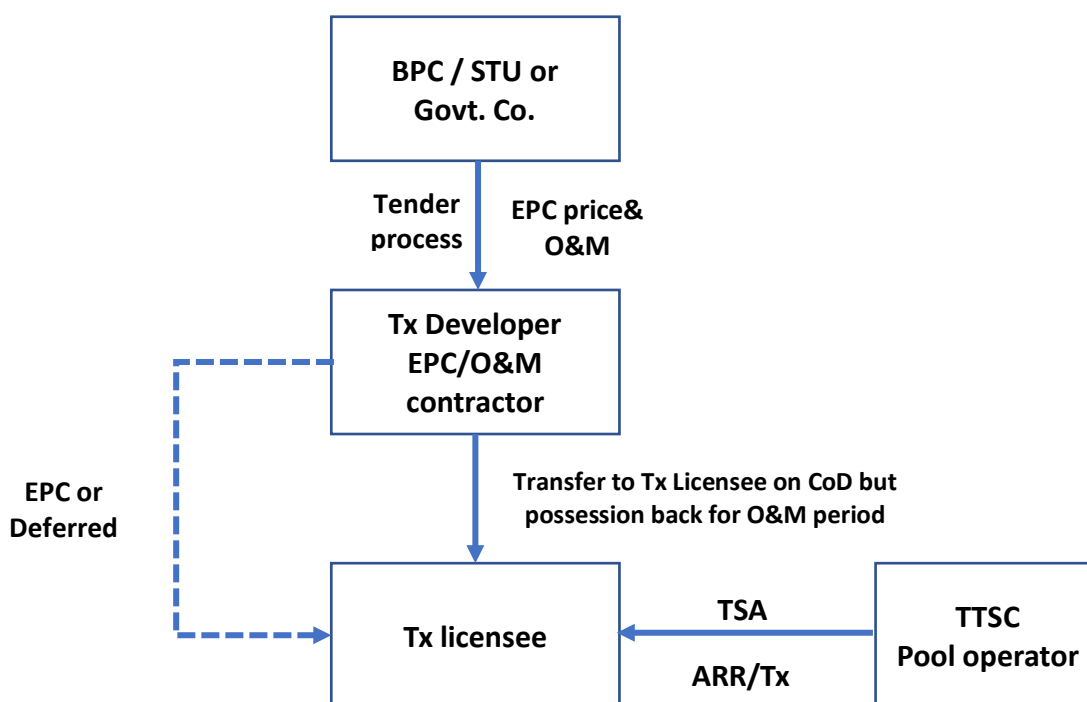 BPC / STU or
Govt. Co.
Tender
process
EPC price&
O&M
Tx Developer
EPC/O&M
contractor
EPC or
Deferred
Transfer to Tx Licensee on CoD but
possession back for O&M period
Tx licensee
TSA
ARR/Tx
TTSC
Pool operator